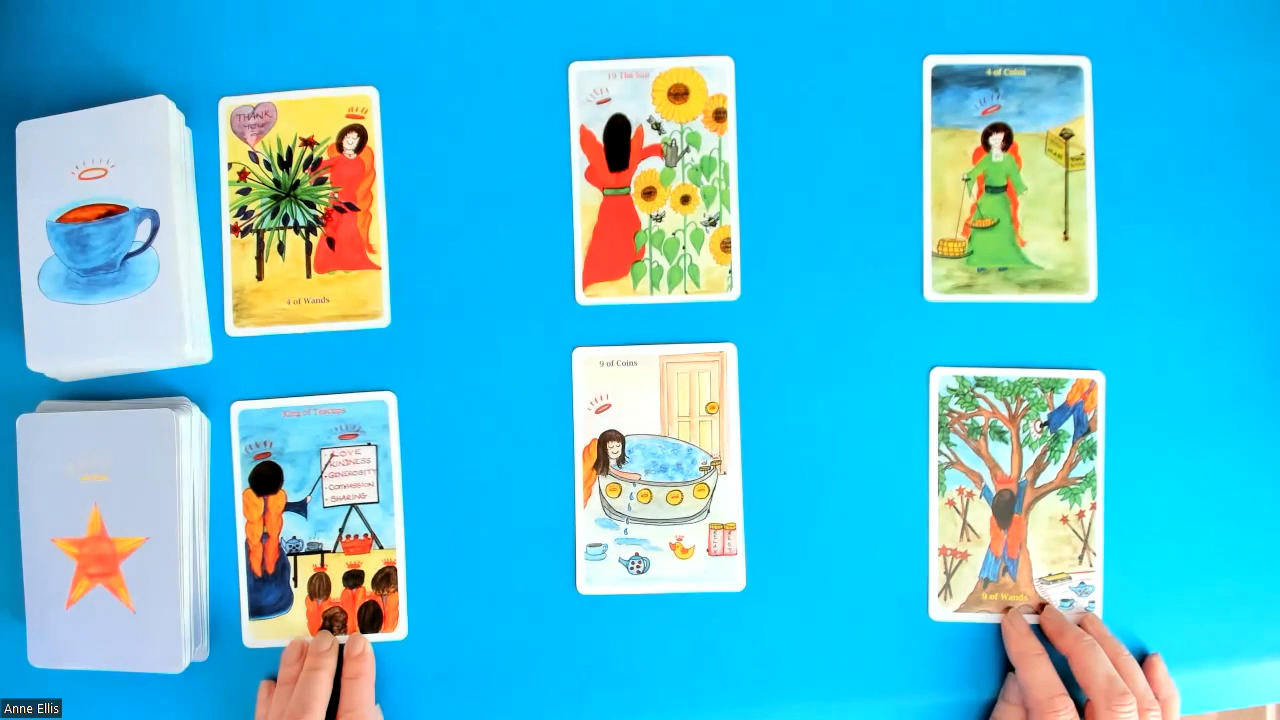 THANK
YOU
4 of Wands
19 The Sun
4 of Coins
King of Teacups
LOVE
KINDNESS
GENEROSITY
COMPASSION
SHARING
9 of Coins
9 of Wands
Anne Ellis